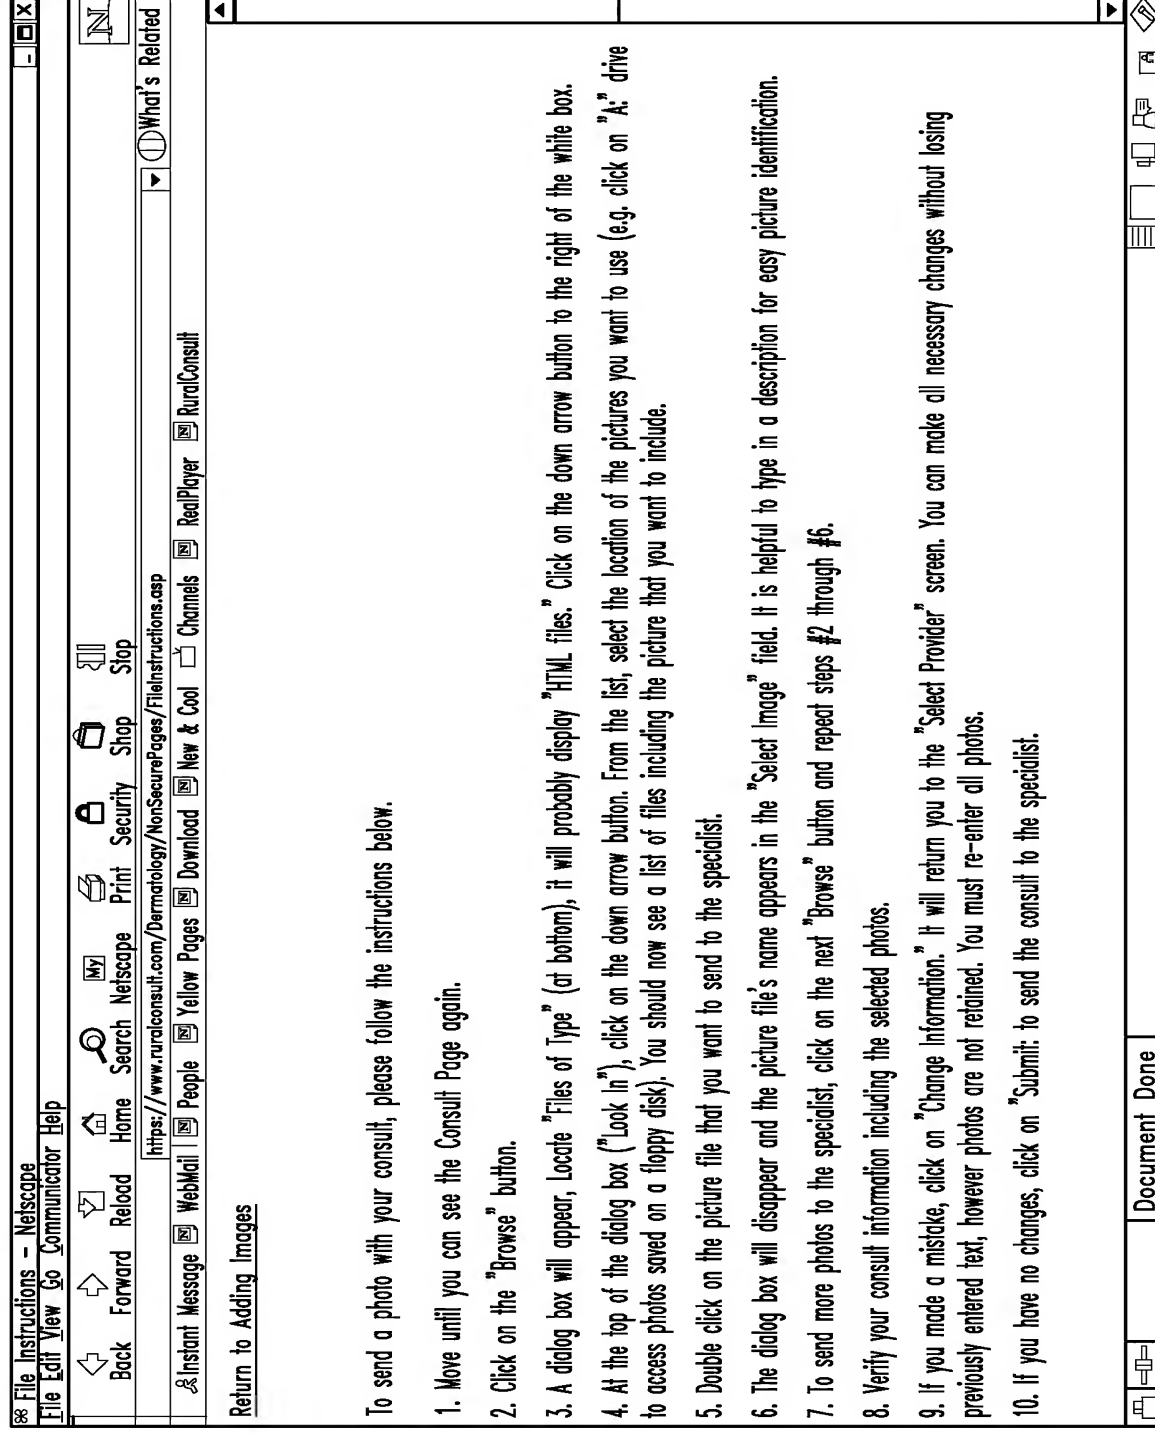 File Instructions - Netscape
File Edit View Go Communicator Help
Back Forward Reload Home Search Netscape Print Security Shop Stop
My
N
https://www.ruralconsult.com/Dermatology/NonSecurePages/FileInstructions.asp What's Related
Instant Message WebMail People Yellow Pages Download New & Cool Channels RealPlayer RuralConsult
Return to Adding Images
To send a photo with your consult, please follow the instructions below.
1. Move until you can see the Consult Page again.
2. Click on the "Browse" button.
3. A dialog box will appear, Locate "Files of Type" (at bottom), it will probably display "HTML files." Click on the down arrow button to the right of the white box.
4. At the top of the dialog box ("Look In"), click on the down arrow button. From the list, select the location of the pictures you want to use (e.g. click on "A:" drive
to access photos saved on a floppy disk). You should now see a list of files including the picture that you want to include.
5. Double click on the picture file that you want to send to the specialist.
6. The dialog box will disappear and the picture file's name appears in the "Select Image" field. It is helpful to type in a description for easy picture identification.
7. To send more photos to the specialist, click on the next "Browse" button and repeat steps #2 through #6.
8. Verify your consult information including the selected photos.
9. If you made a mistake, click on "Change Information." It will return you to the "Select Provider" screen. You can make all necessary changes without losing
previously entered text, however photos are not retained. You must re-enter all photos.
10. If you have no changes, click on "Submit: to send the consult to the specialist.
Document Done